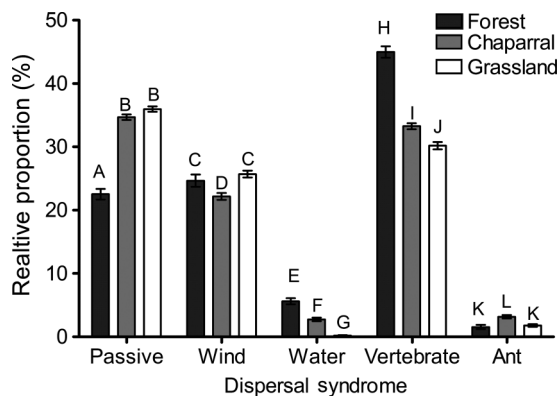 Realtive proportion (%)
50
40
30
20
10
0
Forest
Chaparral
Grassland
A
B
B
C
D
C
E
F
G
H
I
J
K
L
K
Passive
Wind
Water
Vertebrate
Ant
Dispersal syndrome